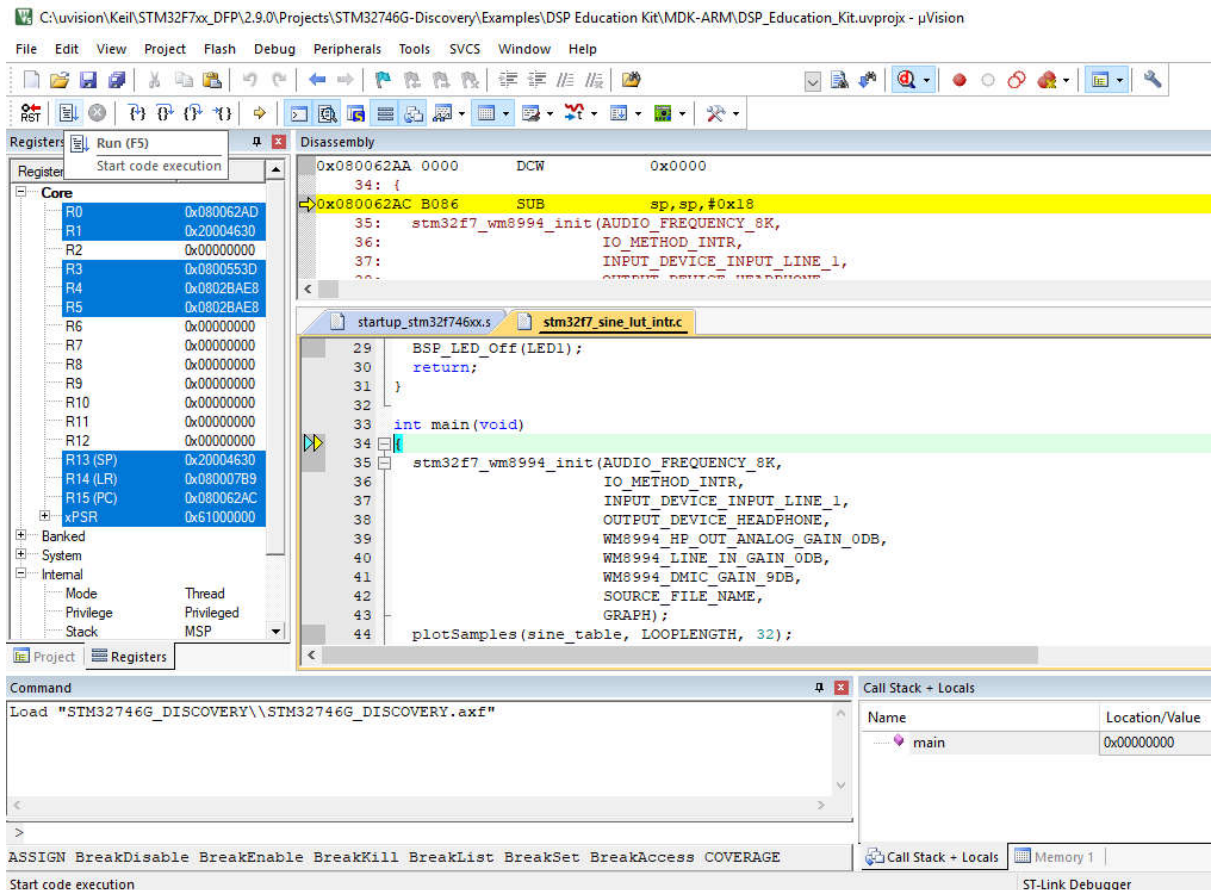 C:\uvision\Keil\STM32F7xx_DFP\2.9.0\Projects\STM32746G-Discovery\Examples\DSP Education Kit\MDK-ARM\DSP_Education_Kit.uvprojx - µVision
File Edit View Project Flash Debug Peripherals Tools SVCS Window Help
RST
Registers
Run (F5)
Start code execution
Register
Core
R0 0x080062AD
R1 0x20004630
R2 0x00000000
R3 0x0800553D
R4 0x0802BAE8
R5 0x0802BAE8
R6 0x00000000
R7 0x00000000
R8 0x00000000
R9 0x00000000
R10 0x00000000
R11 0x00000000
R12 0x00000000
R13 (SP) 0x20004630
R14 (LR) 0x080007B9
R15 (PC) 0x080062AC
xPSR 0x61000000
Banked
System
Internal
Mode Thread
Privilege Privileged
Stack MSP
Project Registers
Disassembly
0x080062AA 0000 DCW 0x0000
34: {
0x080062AC B086 SUB sp,sp,#0x18
35: stm32f7_wm8994_init(AUDIO_FREQUENCY_8K,
36: IO_METHOD_INTR,
37: INPUT_DEVICE_INPUT_LINE_1,
startup_stm32f746xx.s stm32f7_sine_lut_intr.c
29 BSP_LED_Off(LED1);
30 return;
31 }
32
33 int main(void)
34 {
35 stm32f7_wm8994_init(AUDIO_FREQUENCY_8K,
36 IO_METHOD_INTR,
37 INPUT_DEVICE_INPUT_LINE_1,
38 OUTPUT_DEVICE_HEADPHONE,
39 WM8994_HP_OUT_ANALOG_GAIN_0DB,
40 WM8994_LINE_IN_GAIN_0DB,
41 WM8994_DMIC_GAIN_9DB,
42 SOURCE_FILE_NAME,
43 GRAPH);
44 plotSamples(sine_table, LOOPLENGTH, 32);
Command
Load "STM32746G_DISCOVERY\\STM32746G_DISCOVERY.axf"
>
ASSIGN BreakDisable BreakEnable BreakKill BreakList BreakSet BreakAccess COVERAGE
Call Stack + Locals
Name Location/Value
main 0x00000000
Call Stack + Locals Memory 1
Start code execution ST-Link Debugger